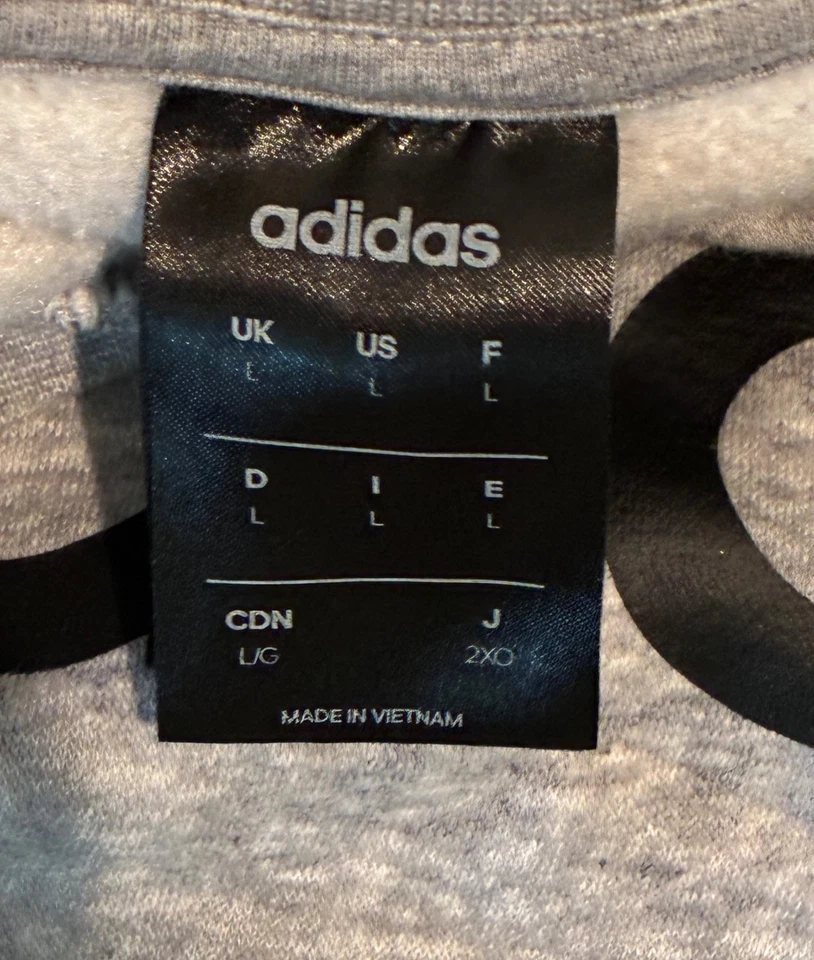 adidas
UK US F
L L L
D I E
L L L
CDN J
L/G 2XO
MADE IN VIETNAM